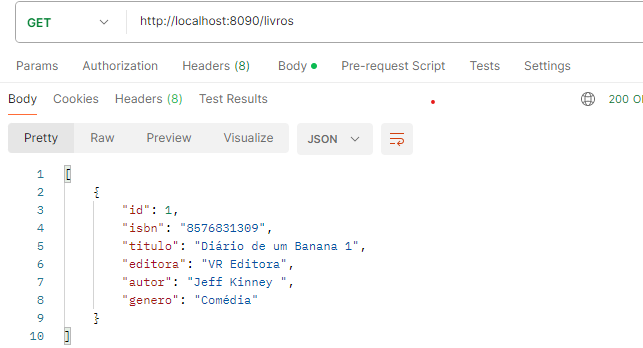 GET http://localhost:8090/livros
Params Authorization Headers (8) Body Pre-request Script Tests Settings
Body Cookies Headers (8) Test Results 200 O
Pretty Raw Preview Visualize JSON
1 [
2 {
3 "id": 1,
4 "isbn": "8576831309",
5 "titulo": "Diário de um Banana 1",
6 "editora": "VR Editora",
7 "autor": "Jeff Kinney ",
8 "genero": "Comédia"
9 }
10 ]